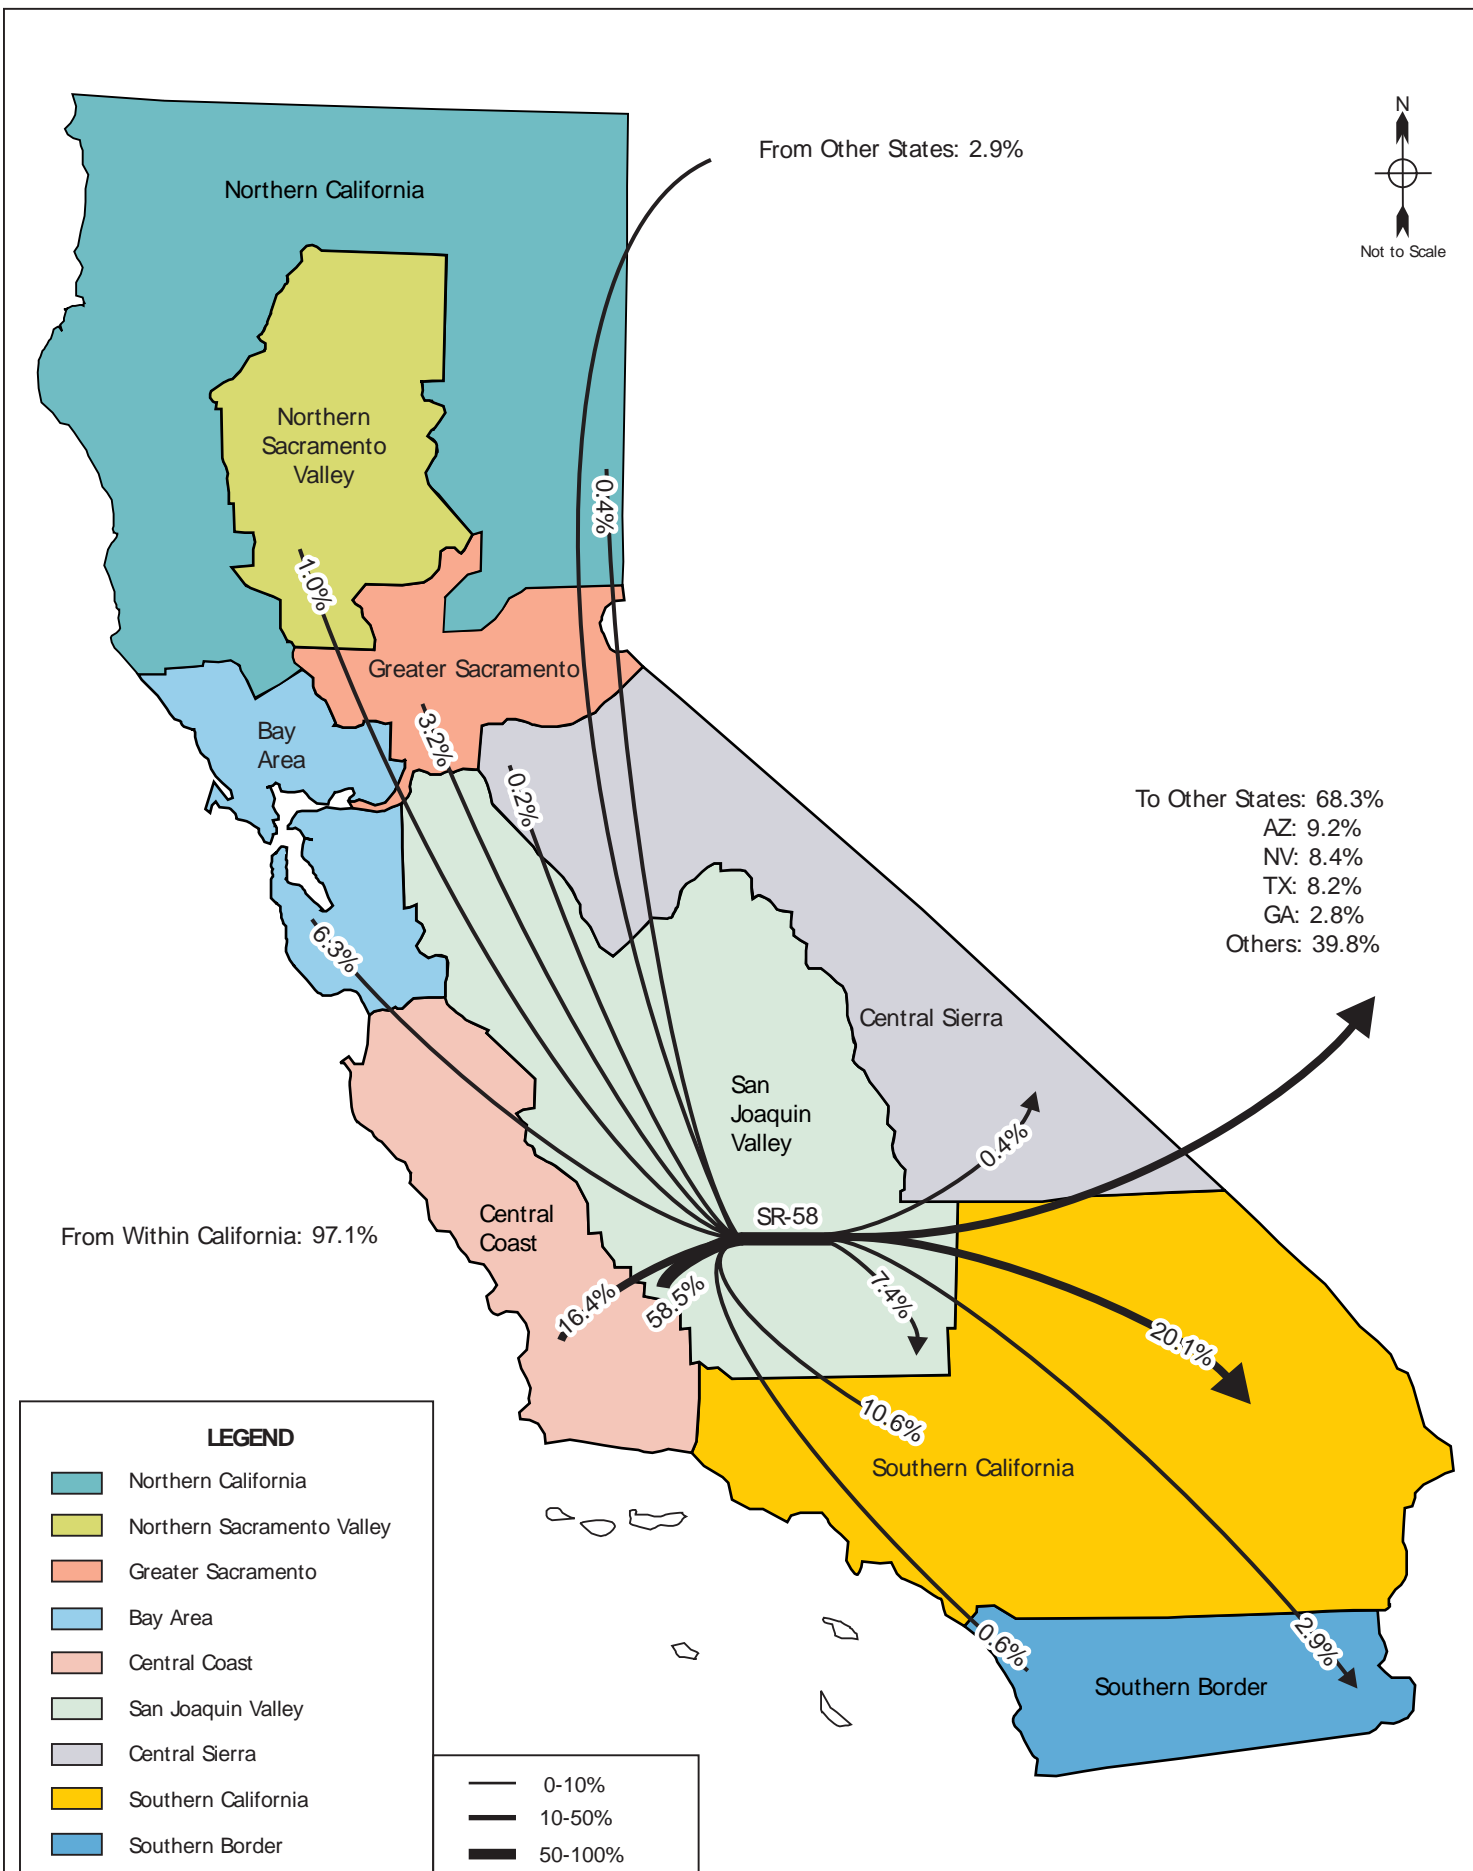 From Other States: 2.9%
N
Not to Scale
Northern California
Northern
Sacramento
Valley
0.4%
1.0%
Greater Sacramento
3.2%
Bay
Area
0.2%
To Other States: 68.3%
AZ: 9.2%
NV: 8.4%
TX: 8.2%
GA: 2.8%
Others: 39.8%
6.3%
Central Sierra
San
Joaquin
Valley
0.4%
From Within California: 97.1%
Central
Coast
SR-58
16.4%
58.5%
7.4%
20.1%
10.6%
Southern California
0.6%
2.9%
Southern Border
LEGEND
Northern California
Northern Sacramento Valley
Greater Sacramento
Bay Area
Central Coast
San Joaquin Valley
Central Sierra
Southern California
Southern Border
0-10%
10-50%
50-100%